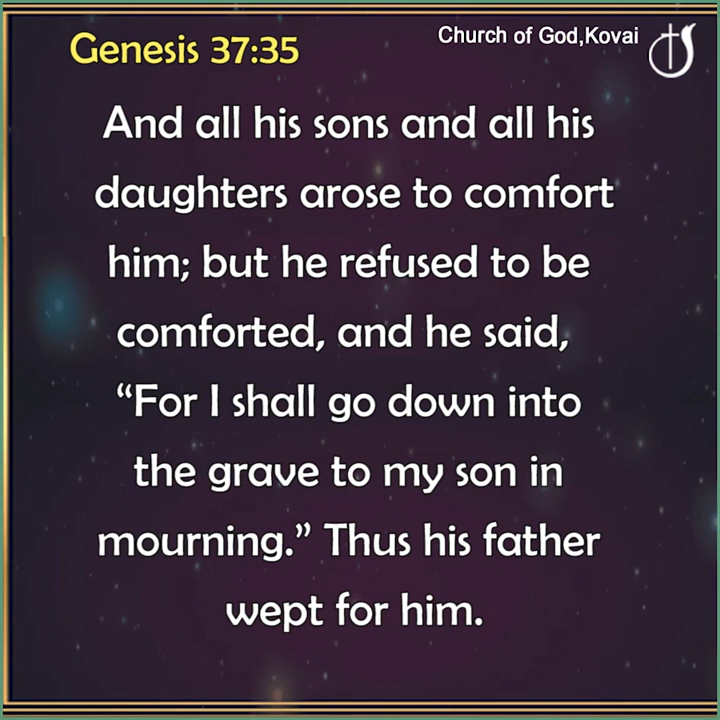 Church of God,Kovai
Genesis 37:35
And all his sons and all his
daughters arose to comfort
him; but he refused to be
comforted, and he said,
“For I shall go down into
the grave to my son in
mourning.” Thus his father
wept for him.